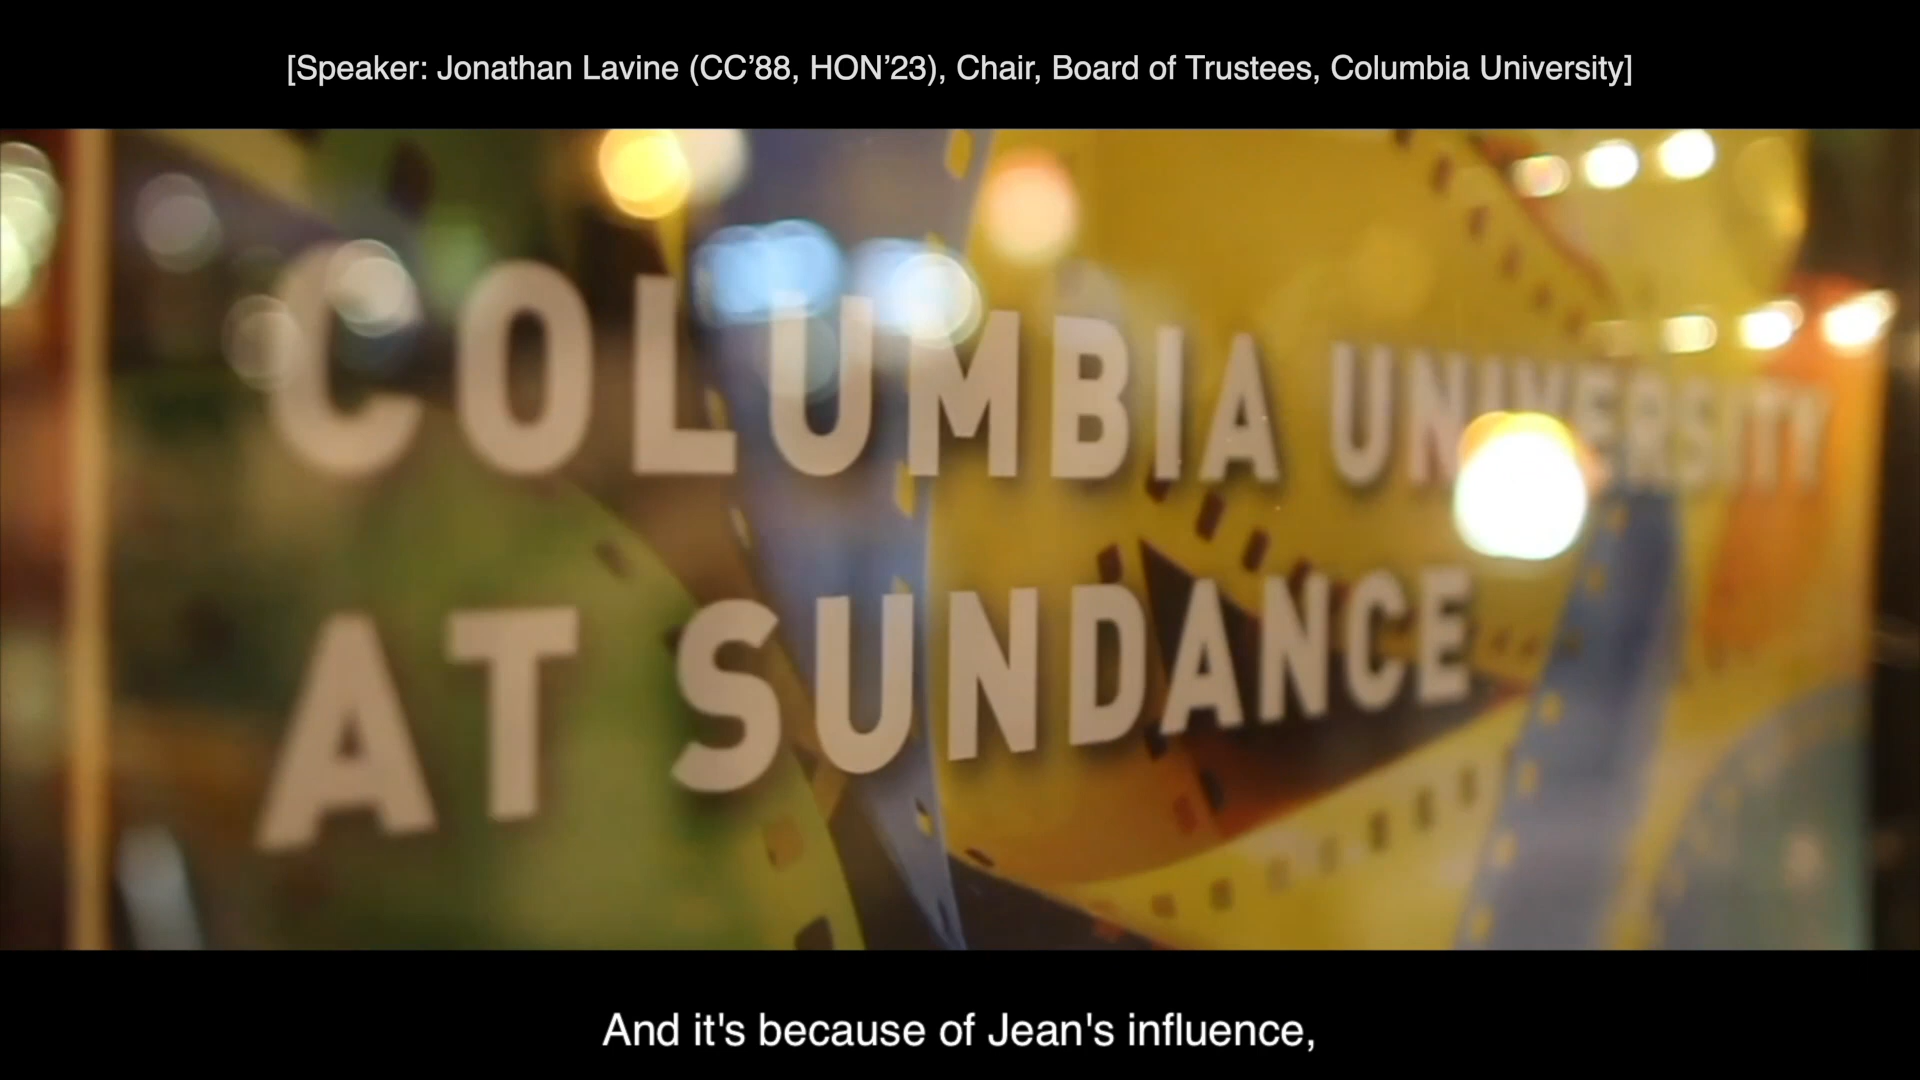 [Speaker: Jonathan Lavine (CC’88, HON’23), Chair, Board of Trustees, Columbia University]
COLUMBIA UNIVERSITY
AT SUNDANCE
And it's because of Jean's influence,